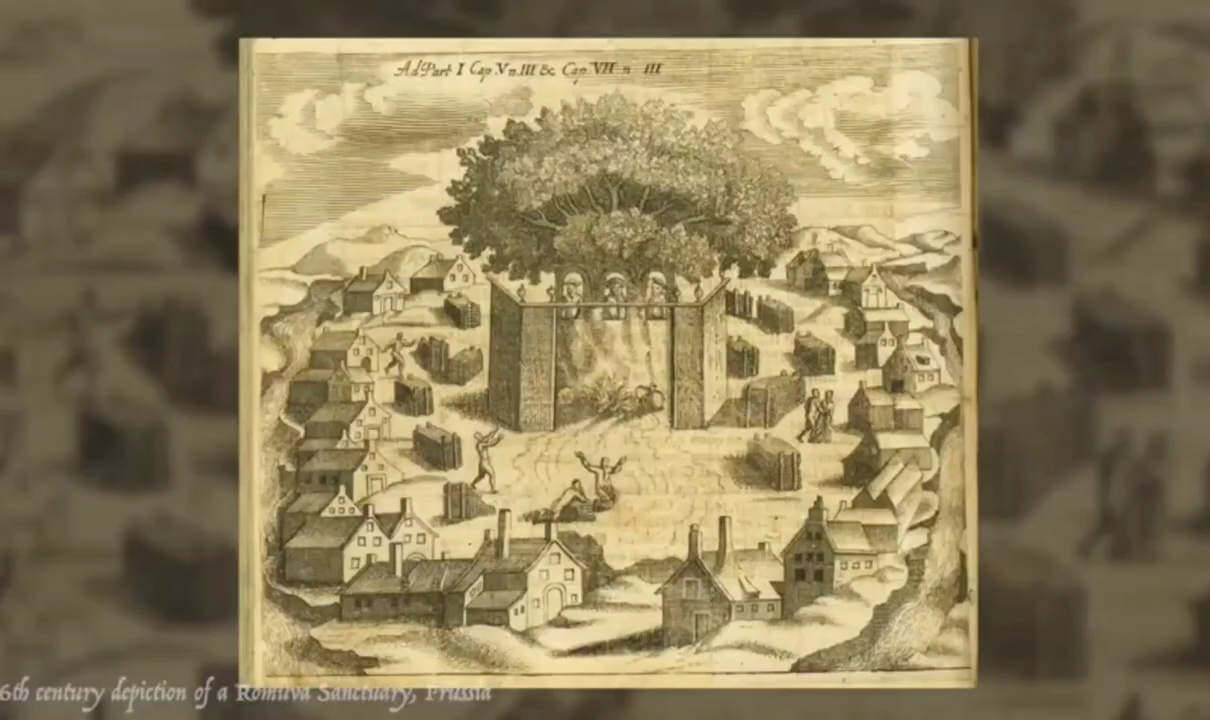 Ad Part I Cap V n III & Cap VII n III
6th century depiction of a Romuva Sanctuary, Prussia